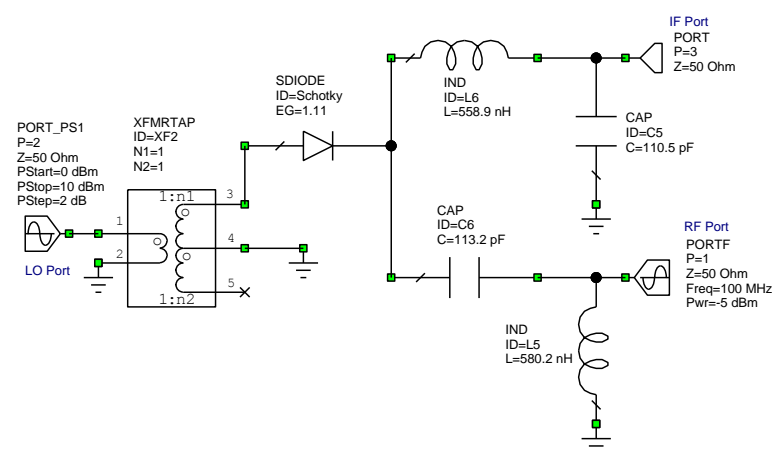 IF Port
PORT
P=3
Z=50 Ohm
IND
ID=L6
L=558.9 nH
SDIODE
ID=Schotky
EG=1.11
CAP
ID=C5
C=110.5 pF
PORT_PS1
P=2
Z=50 Ohm
PStart=0 dBm
PStop=10 dBm
PStep=2 dB
LO Port
XFMRTAP
ID=XF2
N1=1
N2=1
1:n1
1
2
3
4
5
1:n2
CAP
ID=C6
C=113.2 pF
RF Port
PORTF
P=1
Z=50 Ohm
Freq=100 MHz
Pwr=-5 dBm
IND
ID=L5
L=580.2 nH